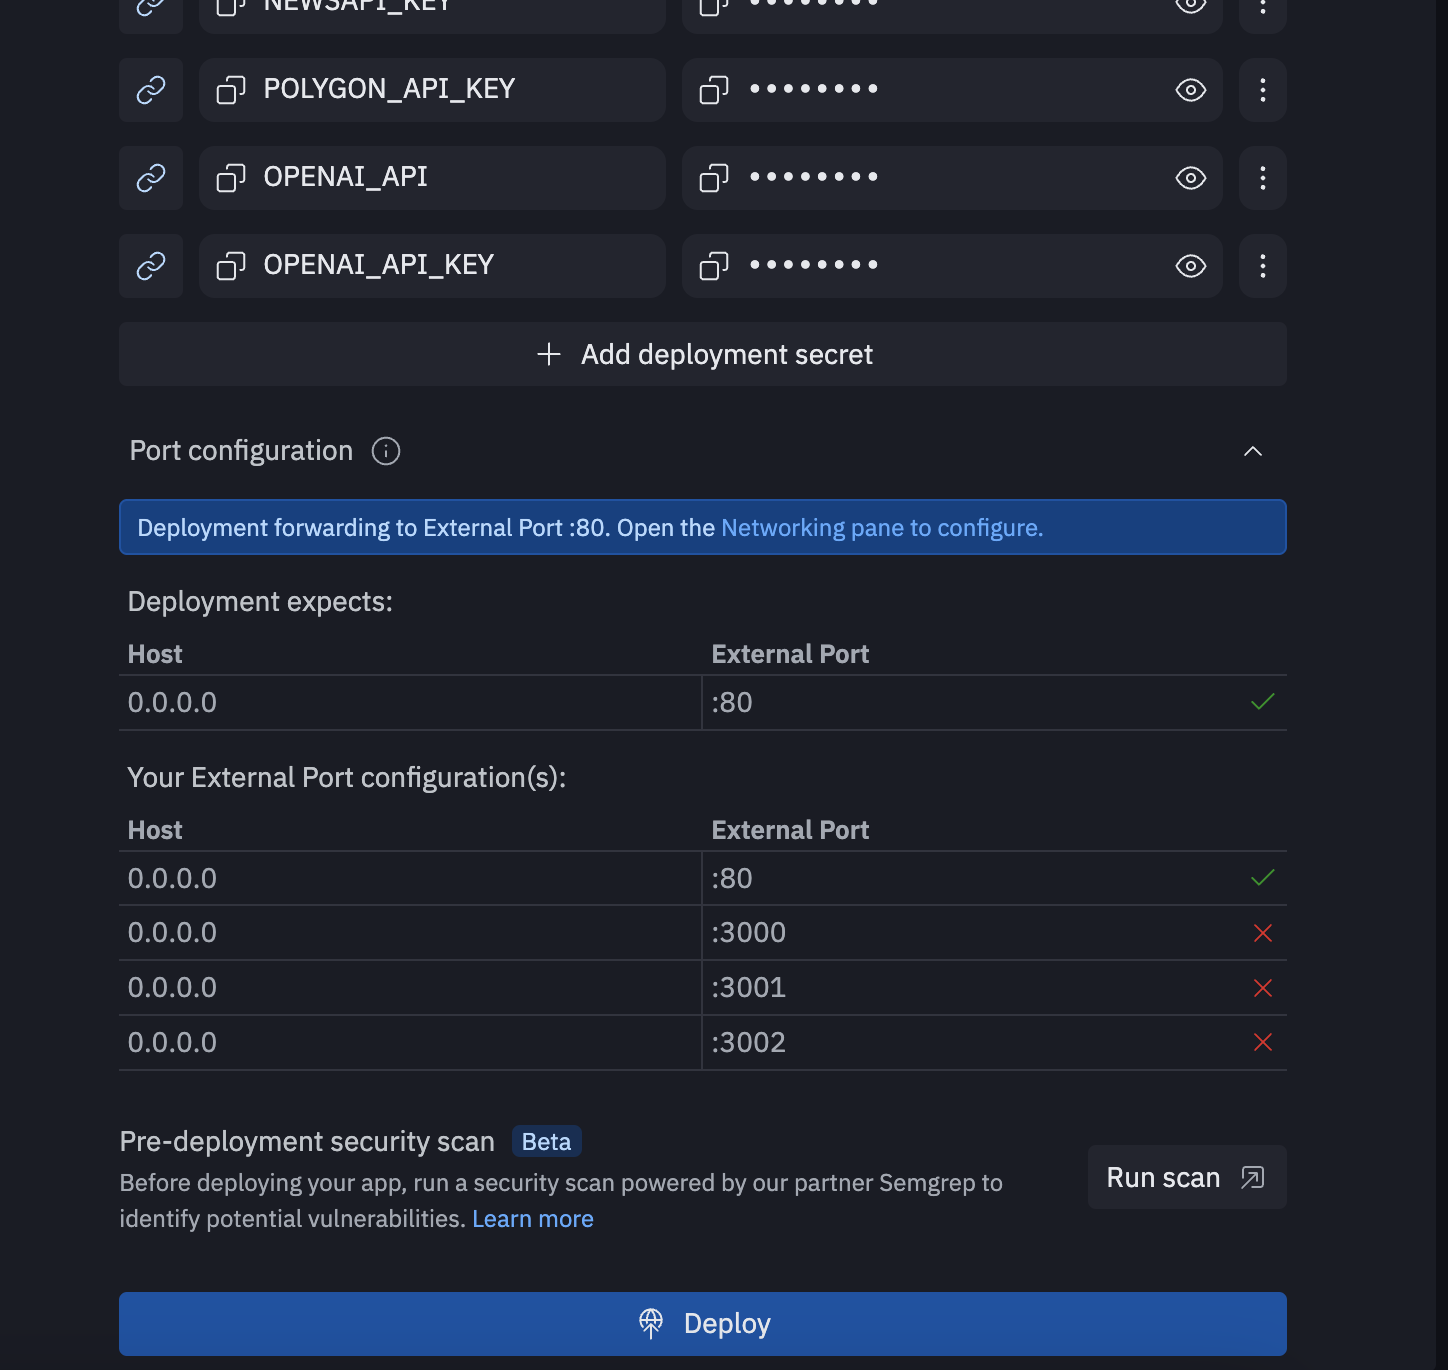 NEWSAPI_KEY
POLYGON_API_KEY
OPENAI_API
OPENAI_API_KEY
Add deployment secret
Port configuration
Deployment forwarding to External Port :80. Open the Networking pane to configure.
Deployment expects:
Host External Port
0.0.0.0 :80
Your External Port configuration(s):
Host External Port
0.0.0.0 :80
0.0.0.0 :3000
0.0.0.0 :3001
0.0.0.0 :3002
Pre-deployment security scan Beta
Before deploying your app, run a security scan powered by our partner Semgrep to
identify potential vulnerabilities. Learn more
Run scan
Deploy